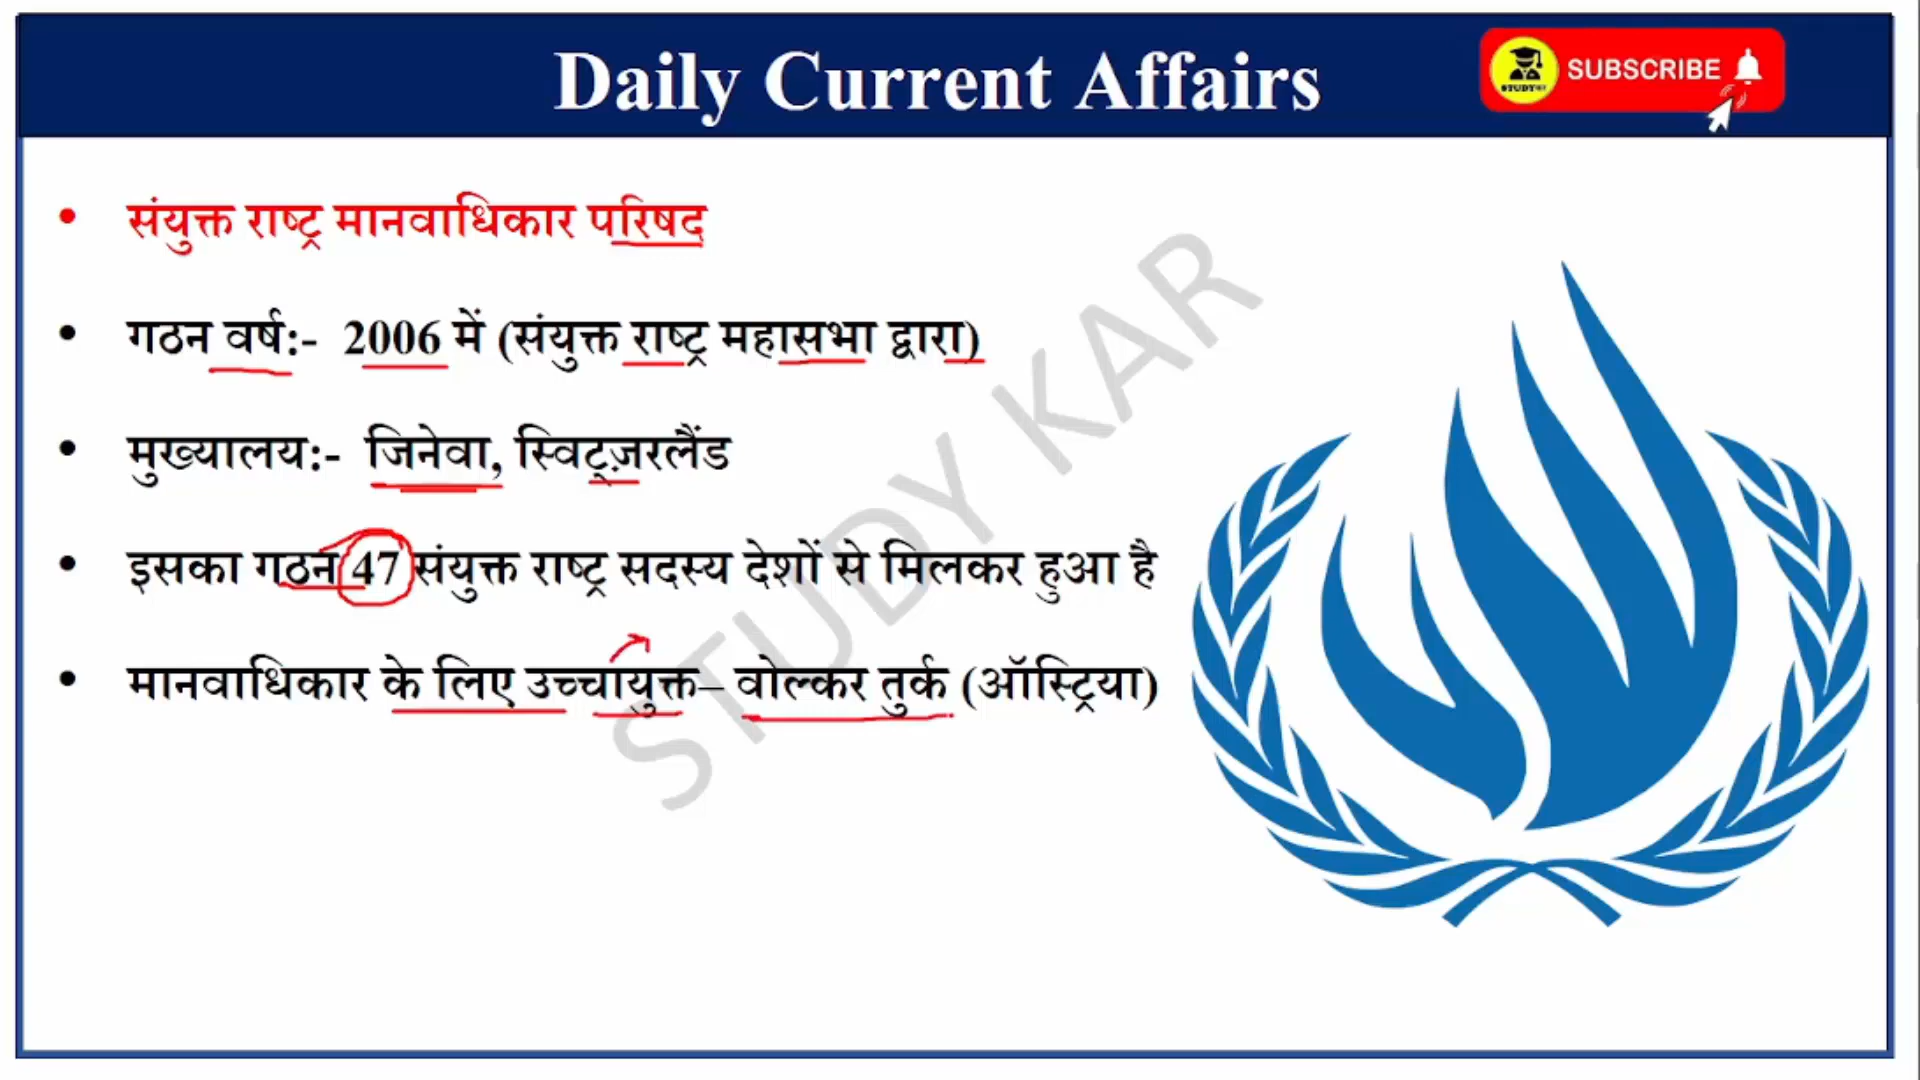 Daily Current Affairs
SUBSCRIBE
STUDY
• संयुक्त राष्ट्र मानवाधिकार परिषद
• गठन वर्ष:- 2006 में (संयुक्त राष्ट्र महासभा द्वारा)
• मुख्यालय:- जिनेवा, स्विट्ज़रलैंड
• इसका गठन 47 संयुक्त राष्ट्र सदस्य देशों से मिलकर हुआ है
• मानवाधिकार के लिए उच्चायुक्त– वोल्कर तुर्क (ऑस्ट्रिया)
STUDY KAR